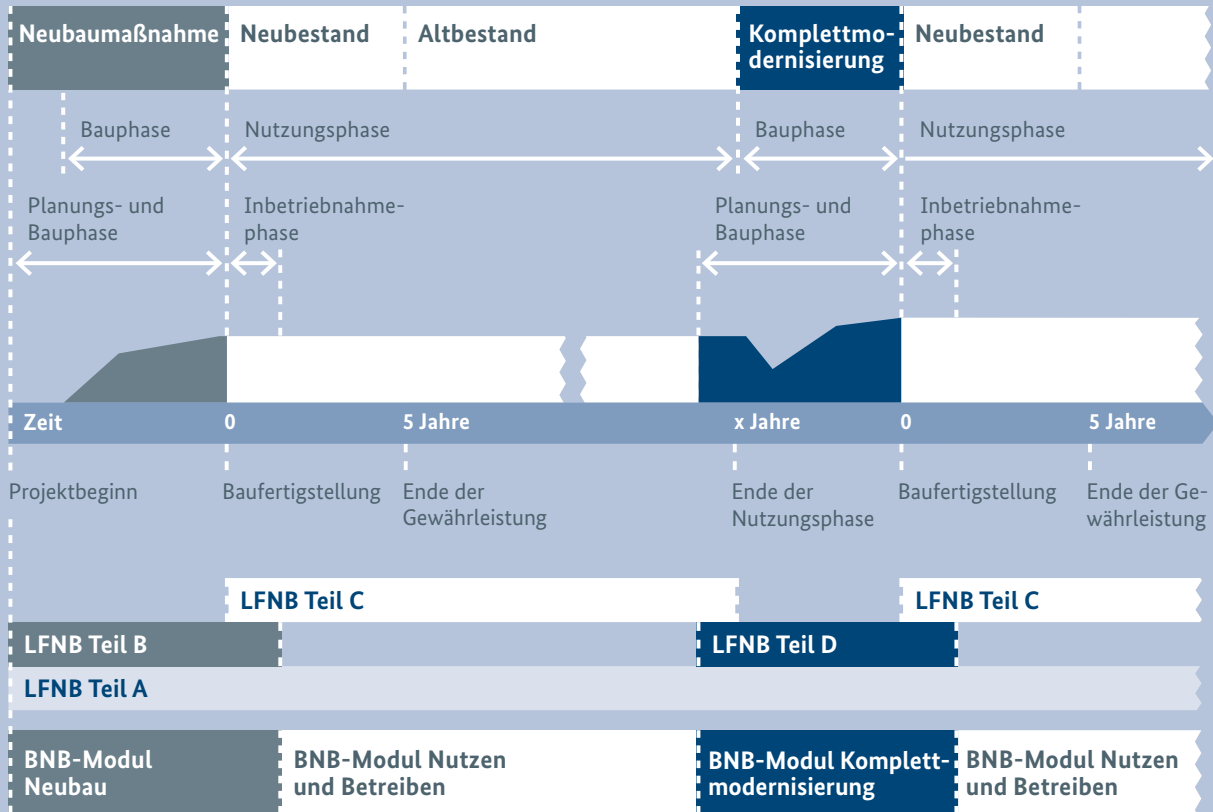 Neubaumaßnahme
Neubestand
Altbestand
Komplettmo-
dernisierung
Neubestand
Bauphase
Nutzungsphase
Bauphase
Nutzungsphase
Planungs- und
Bauphase
Inbetriebnahme-
phase
Planungs- und
Bauphase
Inbetriebnahme-
phase
Zeit
0
5 Jahre
x Jahre
0
5 Jahre
Projektbeginn
Baufertigstellung
Ende der
Gewährleistung
Ende der
Nutzungsphase
Baufertigstellung
Ende der Ge-
währleistung
LFNB Teil C
LFNB Teil C
LFNB Teil B
LFNB Teil D
LFNB Teil A
BNB-Modul
Neubau
BNB-Modul Nutzen
und Betreiben
BNB-Modul Komplett-
modernisierung
BNB-Modul Nutzen
und Betreiben